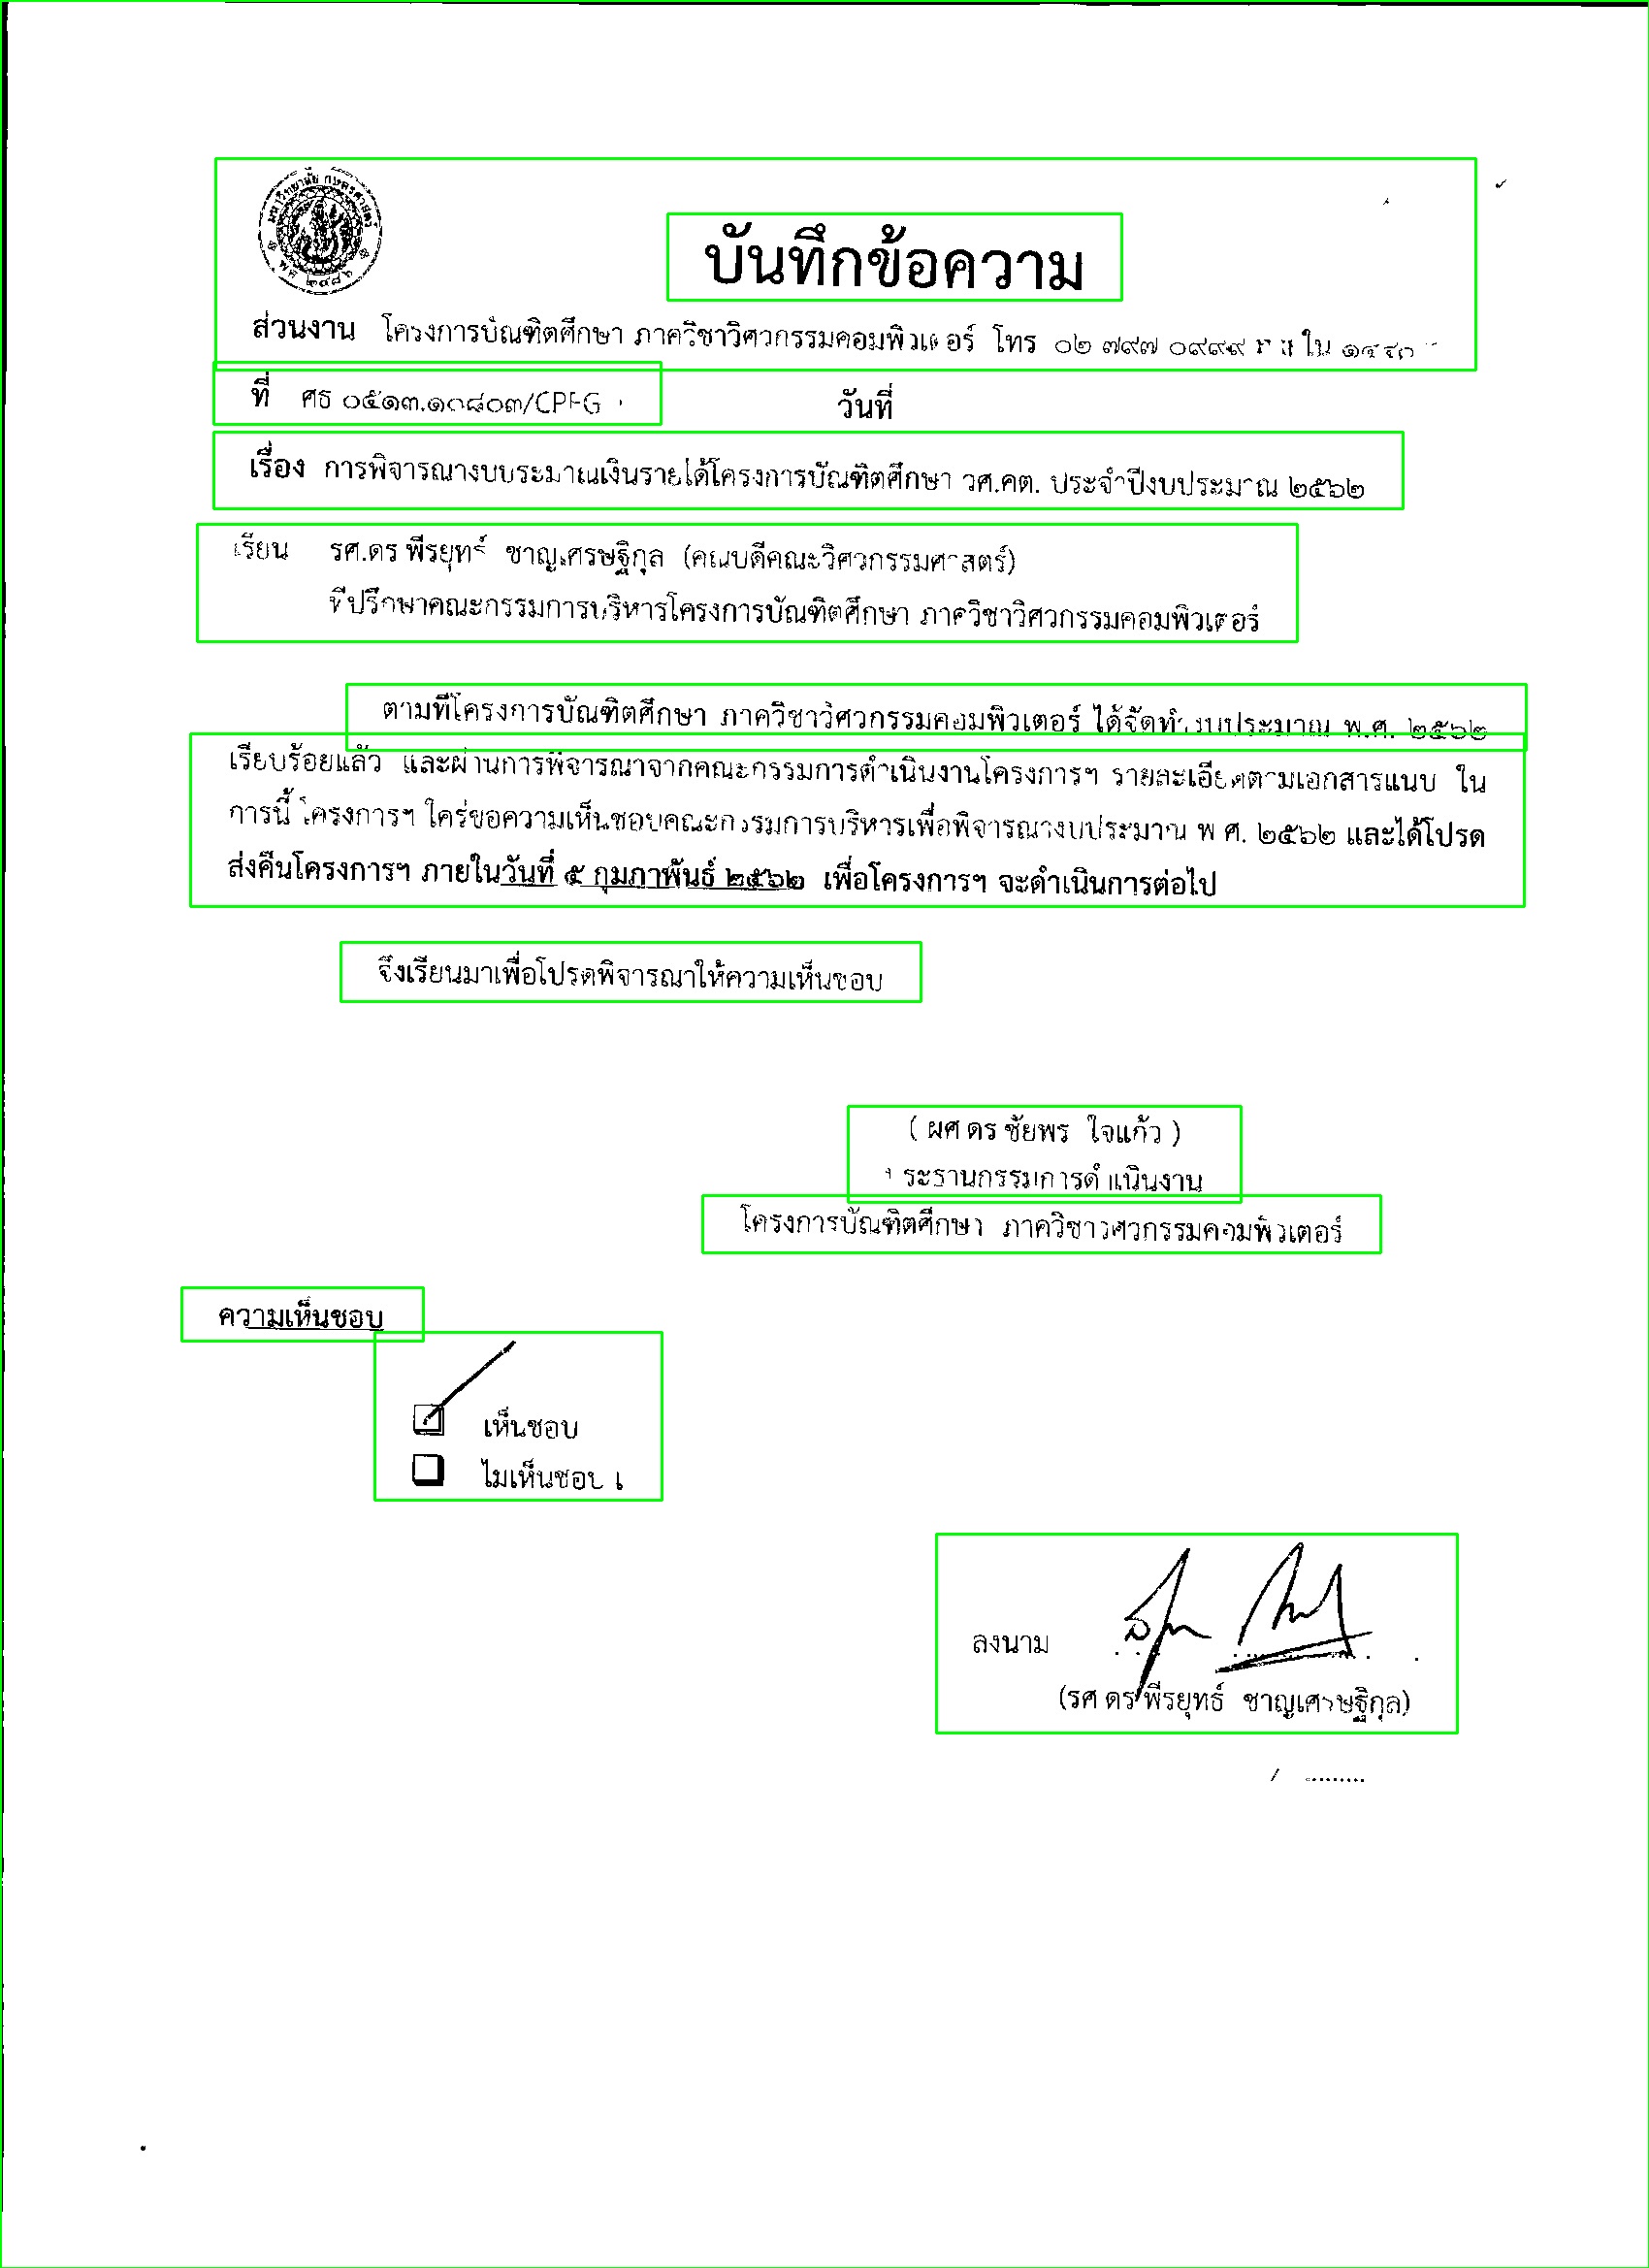 มหาวิทยาลัยเกษตรศาสตร์
พ.ศ. ๒๔๘๖
บันทึกข้อความ
ส่วนงาน โครงการบัณฑิตศึกษา ภาควิชาวิศวกรรมคอมพิวเตอร์ โทร ๐๒ ๗๙๗ ๐๙๙๙
ที่ ศธ ๐๕๑๓.๑๐๘๐๓/CPEG วันที่
เรื่อง การพิจารณางบประมาณเงินรายได้โครงการบัณฑิตศึกษา วศ.คต. ประจำปีงบประมาณ ๒๕๖๒
เรียน รศ.ดร พีรยุทธ์ ชาญเศรษฐิกุล (คณบดีคณะวิศวกรรมศาสตร์)
ที่ปรึกษาคณะกรรมการบริหารโครงการบัณฑิตศึกษา ภาควิชาวิศวกรรมคอมพิวเตอร์
ตามที่โครงการบัณฑิตศึกษา ภาควิชาวิศวกรรมคอมพิวเตอร์ ได้จัดทำงบประมาณ พ.ศ. ๒๕๖๒
เรียบร้อยแล้ว และผ่านการพิจารณาจากคณะกรรมการดำเนินงานโครงการฯ รายละเอียดตามเอกสารแนบ ใน
การนี้ โครงการฯ ใคร่ขอความเห็นชอบคณะกรรมการบริหารเพื่อพิจารณางบประมาณ พ ศ. ๒๕๖๒ และได้โปรด
ส่งคืนโครงการฯ ภายในวันที่ ๕ กุมภาพันธ์ ๒๕๖๒ เพื่อโครงการฯ จะดำเนินการต่อไป
จึงเรียนมาเพื่อโปรดพิจารณาให้ความเห็นชอบ
( ผศ ดร ชัยพร ใจแก้ว )
ประธานกรรมการดำเนินงาน
โครงการบัณฑิตศึกษา ภาควิชาวิศวกรรมคอมพิวเตอร์
ความเห็นชอบ
เห็นชอบ
ไม่เห็นชอบ
ลงนาม
(รศ ดร พีรยุทธ์ ชาญเศรษฐิกุล)